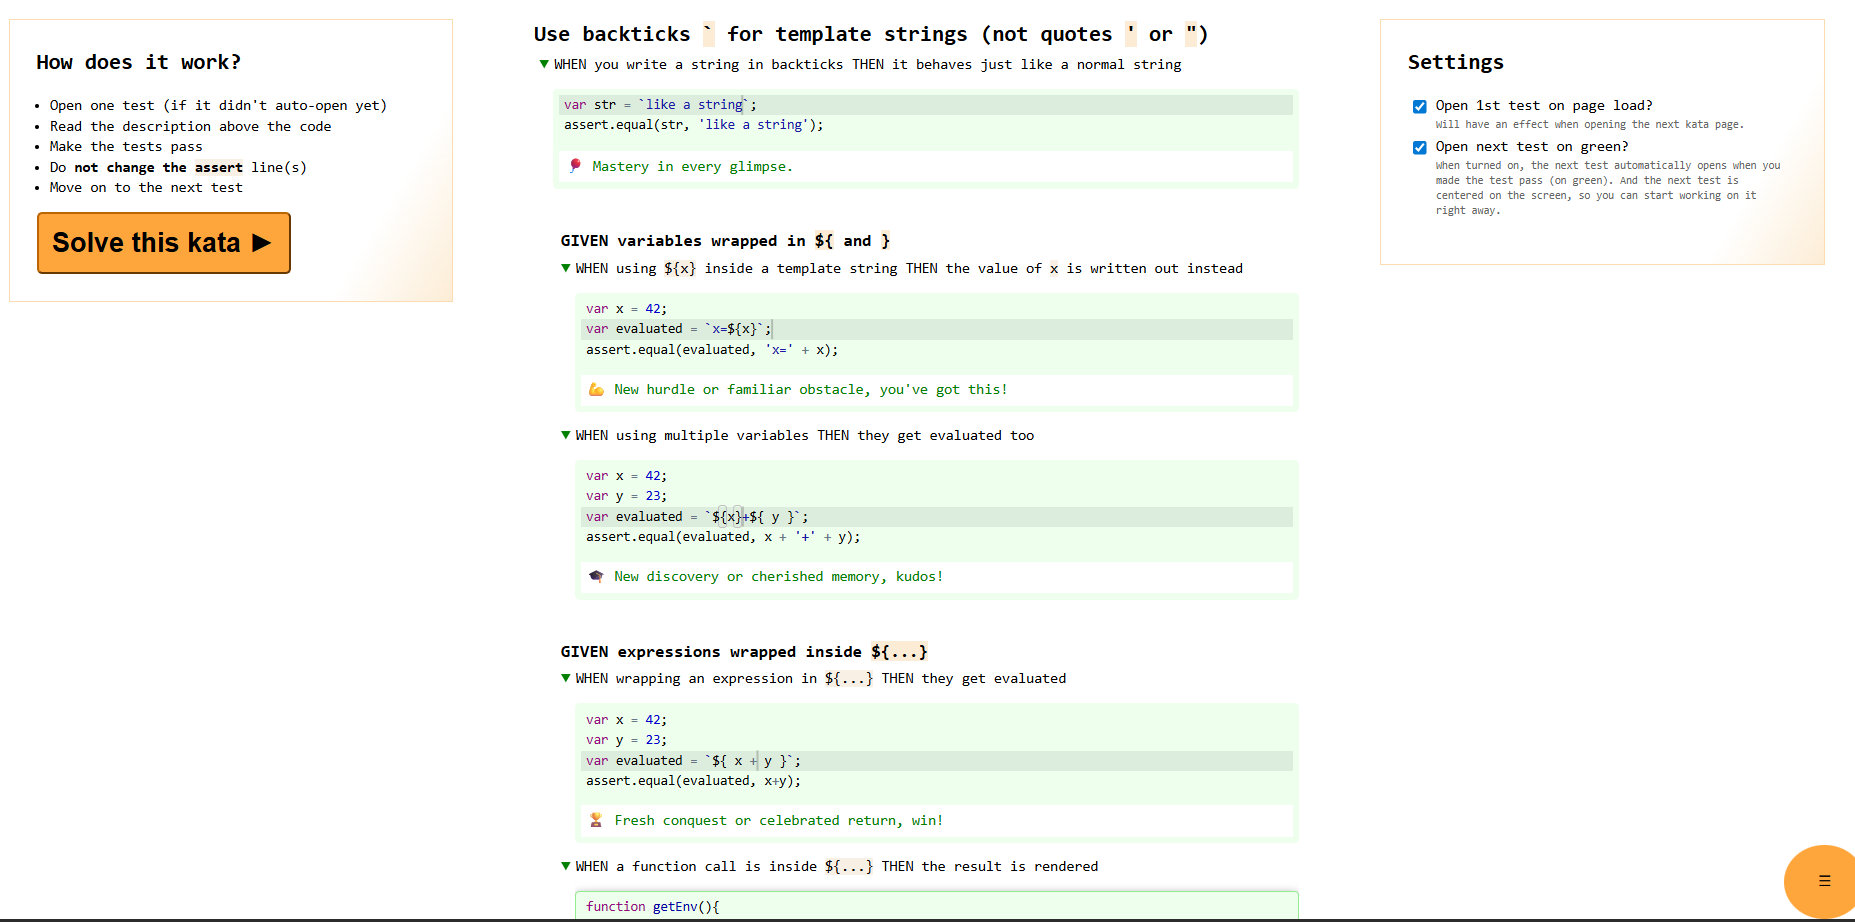 How does it work?
• Open one test (if it didn't auto-open yet)
• Read the description above the code
• Make the tests pass
• Do not change the assert line(s)
• Move on to the next test
Solve this kata ►
Use backticks ` for template strings (not quotes ' or ")
▼ WHEN you write a string in backticks THEN it behaves just like a normal string
var str = `like a string`;
assert.equal(str, 'like a string');
🎈 Mastery in every glimpse.
GIVEN variables wrapped in ${ and }
▼ WHEN using ${x} inside a template string THEN the value of x is written out instead
var x = 42;
var evaluated = `x=${x}`;
assert.equal(evaluated, 'x=' + x);
💪 New hurdle or familiar obstacle, you've got this!
▼ WHEN using multiple variables THEN they get evaluated too
var x = 42;
var y = 23;
var evaluated = `${x}+${ y }`;
assert.equal(evaluated, x + '+' + y);
🎓 New discovery or cherished memory, kudos!
GIVEN expressions wrapped inside ${...}
▼ WHEN wrapping an expression in ${...} THEN they get evaluated
var x = 42;
var y = 23;
var evaluated = `${ x + y }`;
assert.equal(evaluated, x+y);
🏆 Fresh conquest or celebrated return, win!
▼ WHEN a function call is inside ${...} THEN the result is rendered
function getEnv(){
Settings
Open 1st test on page load?
Will have an effect when opening the next kata page.
Open next test on green?
When turned on, the next test automatically opens when you
made the test pass (on green). And the next test is
centered on the screen, so you can start working on it
right away.
☰